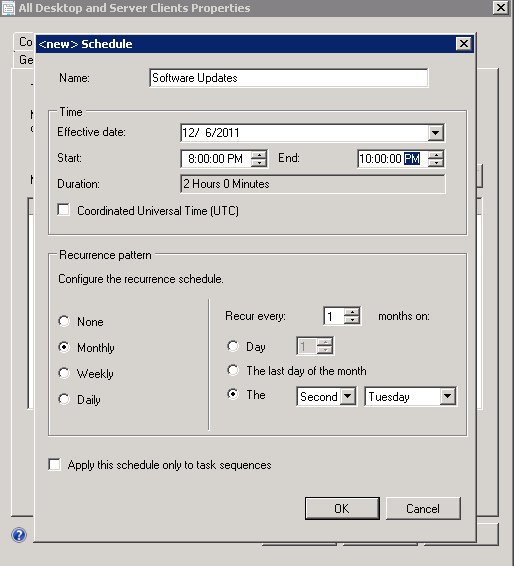 All Desktop and Server Clients Properties
<new> Schedule
Co
Ge
Name: Software Updates
Time
Effective date: 12/ 6/2011
Start: 8:00:00 PM End: 10:00:00 PM
Duration: 2 Hours 0 Minutes
Coordinated Universal Time (UTC)
Recurrence pattern
Configure the recurrence schedule.
None
Monthly
Weekly
Daily
Recur every: 1 months on:
Day 1
The last day of the month
The Second Tuesday
Apply this schedule only to task sequences
OK Cancel